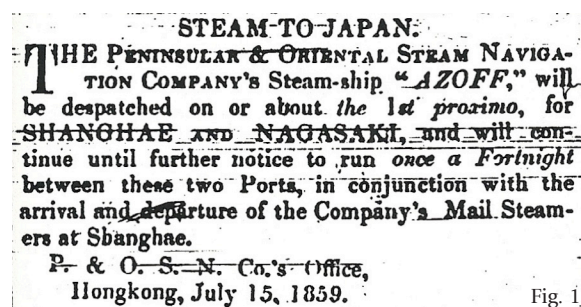 STEAM TO JAPAN.
THE PENINSULAR & ORIENTAL STEAM NAVIGA-
TION COMPANY'S Steam-ship "AZOFF," will
be despatched on or about the 1st proximo, for
SHANGHAE AND NAGASAKI, and will con-
tinue until further notice to run once a Fortnight
between these two Ports, in conjunction with the
arrival and departure of the Company's Mail Steam-
ers at Shanghae.
P. & O. S. N. Co.'s Office,
Hongkong, July 15, 1859.
Fig. 1